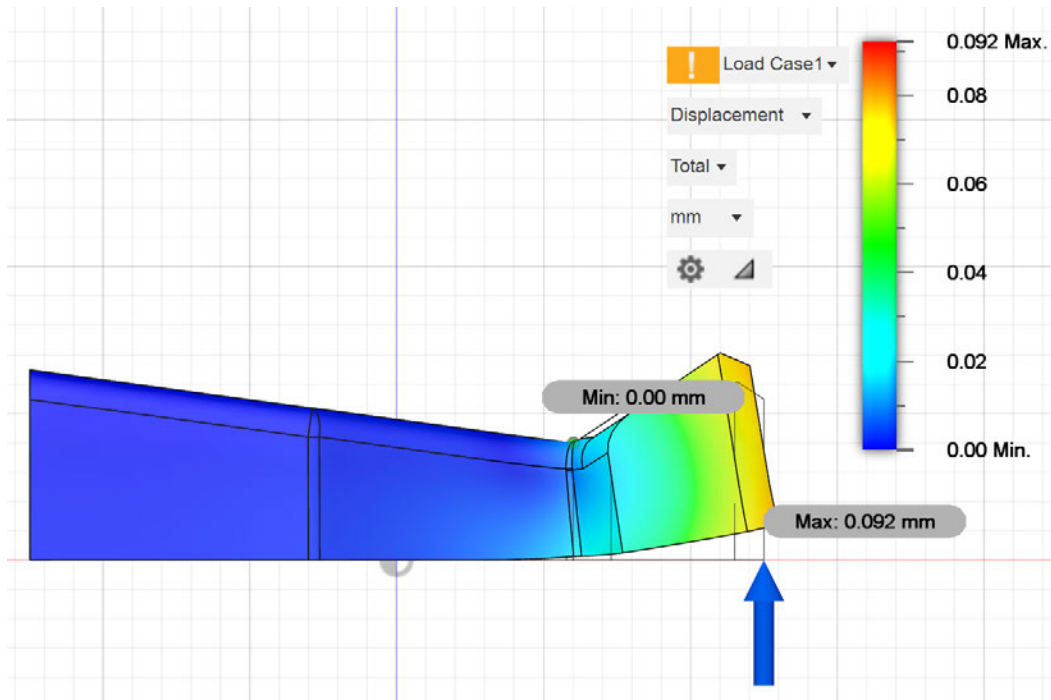 Load Case1
Displacement
Total
mm
0.092 Max.
0.08
0.06
0.04
0.02
0.00 Min.
Min: 0.00 mm
Max: 0.092 mm